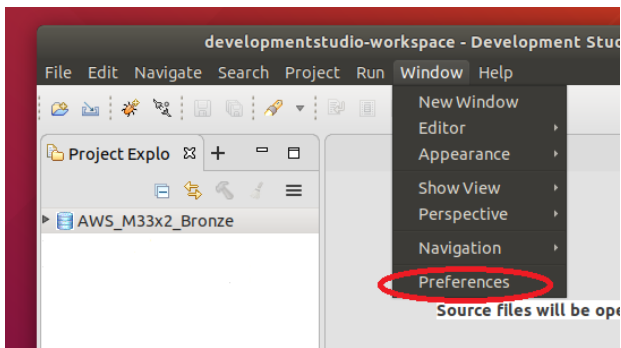 developmentstudio-workspace - Development Stud
File Edit Navigate Search Project Run Window Help
New Window
Editor
Appearance
Show View
Perspective
Navigation
Preferences
Project Explo
AWS_M33x2_Bronze
Source files will be ope